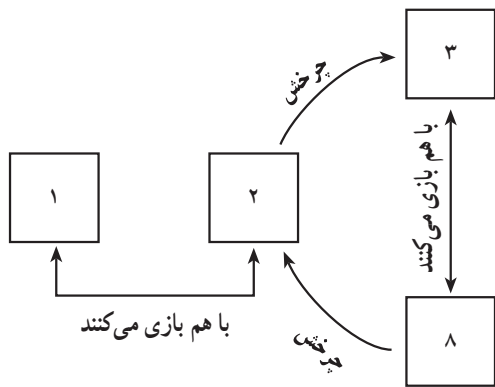 ۳
چرخش
با هم بازی می‌کنند
۱
۲
با هم بازی می‌کنند
چرخش
۸